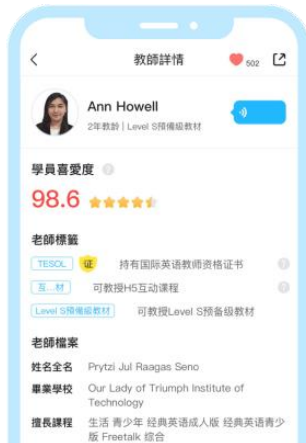 教師詳情
502
Ann Howell
2年教齡 | Level S預備級教材
學員喜愛度 ?
98.6
老師標籤
TESOL 证 持有国际英语教师资格证书 ?
互...材 可教授H5互动课程 ?
Level S預備級教材 可教授Level S预备级教材
老師檔案
姓名全名 Prytzi Jul Raagas Seno
畢業學校 Our Lady of Triumph Institute of
Technology
擅長課程 生活 青少年 经典英语成人版 经典英语青少
版 Freetalk 综合